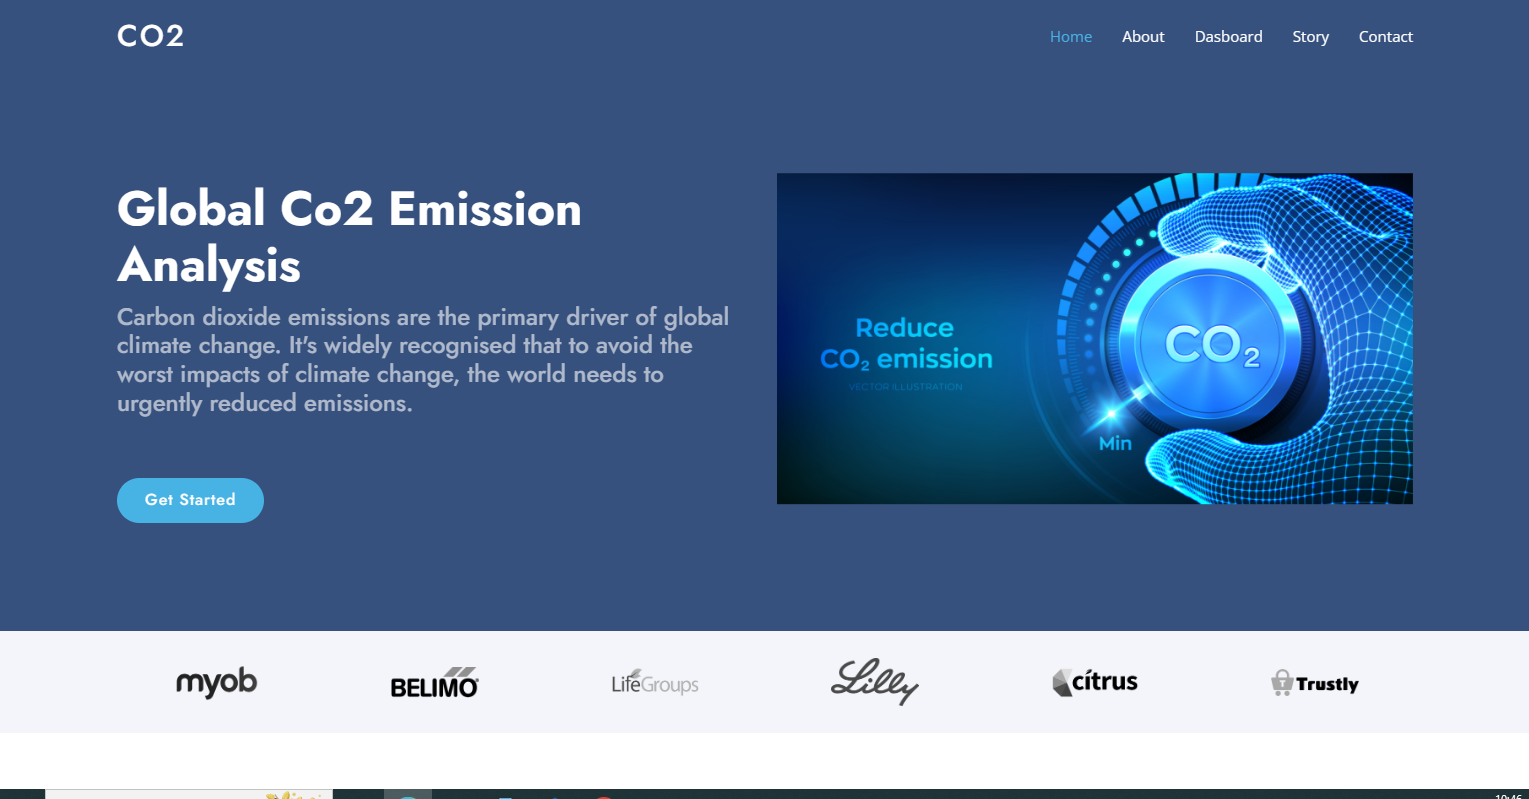 CO2
Home About Dasboard Story Contact
Global Co2 Emission
Analysis
Carbon dioxide emissions are the primary driver of global
climate change. It's widely recognised that to avoid the
worst impacts of climate change, the world needs to
urgently reduced emissions.
Get Started
Reduce
CO₂ emission
VECTOR ILLUSTRATION
CO₂
Min
myob
BELIMO
LifeGroups
Lilly
citrus
Trustly